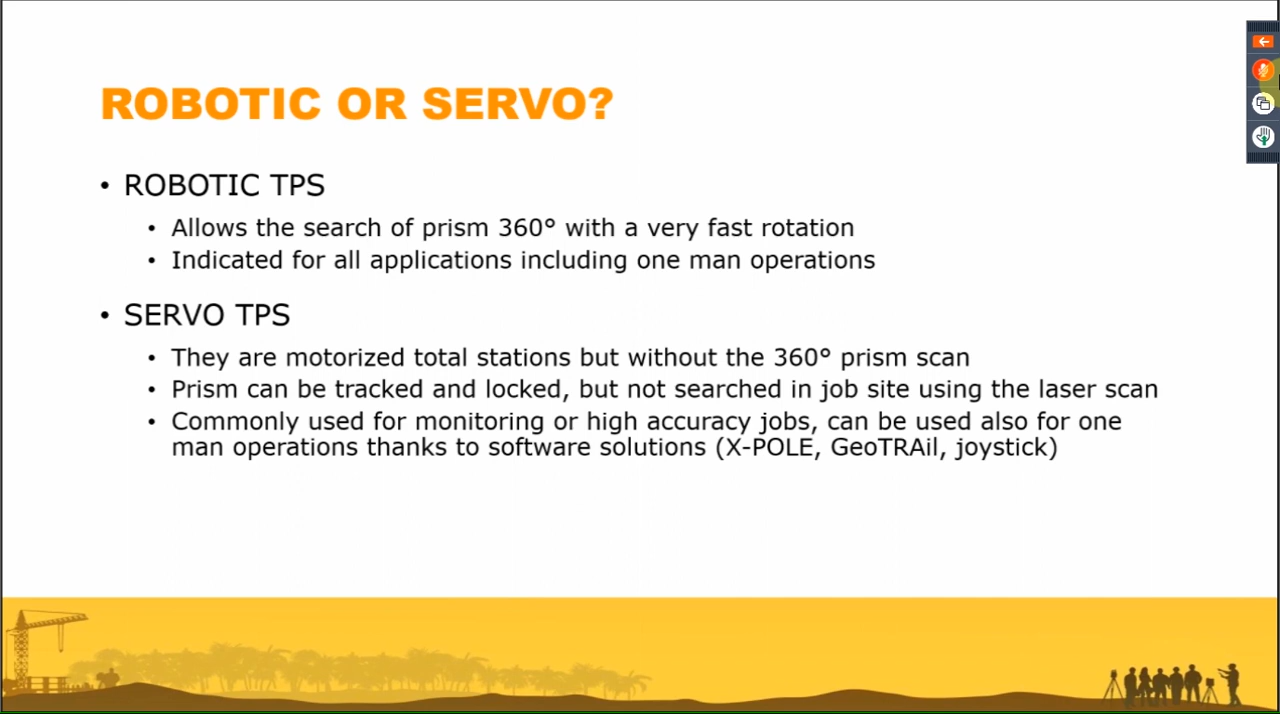 ROBOTIC OR SERVO?
• ROBOTIC TPS
• Allows the search of prism 360° with a very fast rotation
• Indicated for all applications including one man operations
• SERVO TPS
• They are motorized total stations but without the 360° prism scan
• Prism can be tracked and locked, but not searched in job site using the laser scan
• Commonly used for monitoring or high accuracy jobs, can be used also for one
man operations thanks to software solutions (X-POLE, GeoTRAil, joystick)